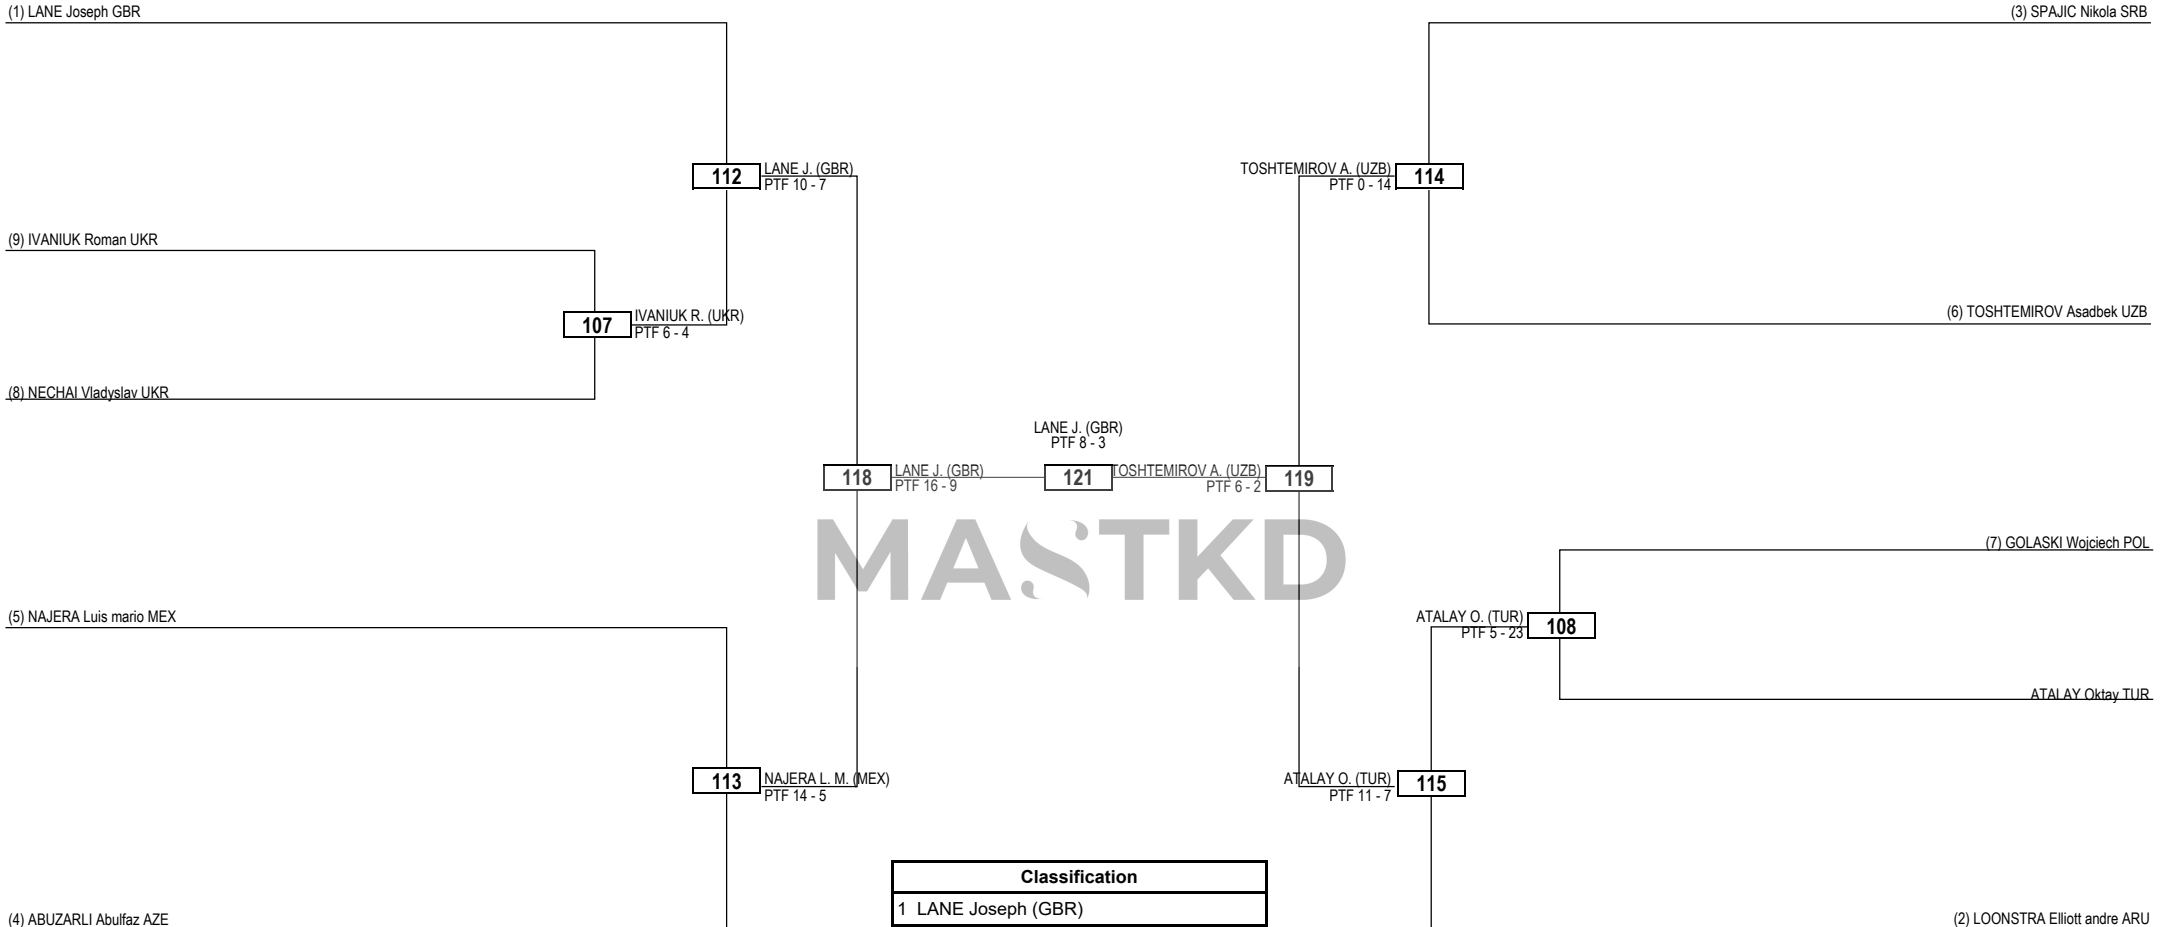 (1) LANE Joseph GBR
(3) SPAJIC Nikola SRB
112
LANE J. (GBR)
PTF 10 - 7
TOSHTEMIROV A. (UZB)
PTF 0 - 14
114
(9) IVANIUK Roman UKR
107
IVANIUK R. (UKR)
PTF 6 - 4
(6) TOSHTEMIROV Asadbek UZB
(8) NECHAI Vladyslav UKR
LANE J. (GBR)
PTF 8 - 3
118
LANE J. (GBR)
PTF 16 - 9
121
TOSHTEMIROV A. (UZB)
PTF 6 - 2
119
MASTKD
(7) GOLASKI Wojciech POL
(5) NAJERA Luis mario MEX
ATALAY O. (TUR)
PTF 5 - 23
108
ATALAY Oktay TUR
113
NAJERA L. M. (MEX)
PTF 14 - 5
ATALAY O. (TUR)
PTF 11 - 7
115
Classification
1 LANE Joseph (GBR)
(4) ABUZARLI Abulfaz AZE
(2) LOONSTRA Elliott andre ARU